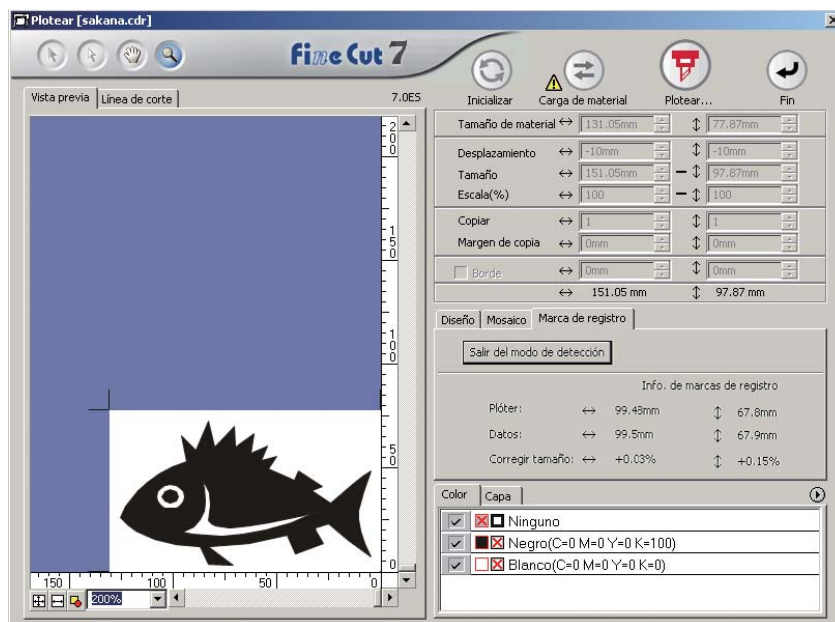 Plotear [sakana.cdr]
FineCut 7
Inicializar Carga de material Plotear... Fin
Vista previa Línea de corte 7.0ES
Tamaño de material 131.05mm 77.87mm
Desplazamiento -10mm -10mm
Tamaño 151.05mm 97.87mm
Escala(%) 100 100
Copiar 1 1
Margen de copia 0mm 0mm
Borde 0mm 0mm
151.05 mm 97.87 mm
Diseño Mosaico Marca de registro
Salir del modo de detección
Info. de marcas de registro
Plóter: 99.48mm 67.8mm
Datos: 99.5mm 67.9mm
Corregir tamaño: +0.03% +0.15%
Color Capa
Ninguno
Negro(C=0 M=0 Y=0 K=100)
Blanco(C=0 M=0 Y=0 K=0)
200
150
100
50
0
150 100 50 0
200%